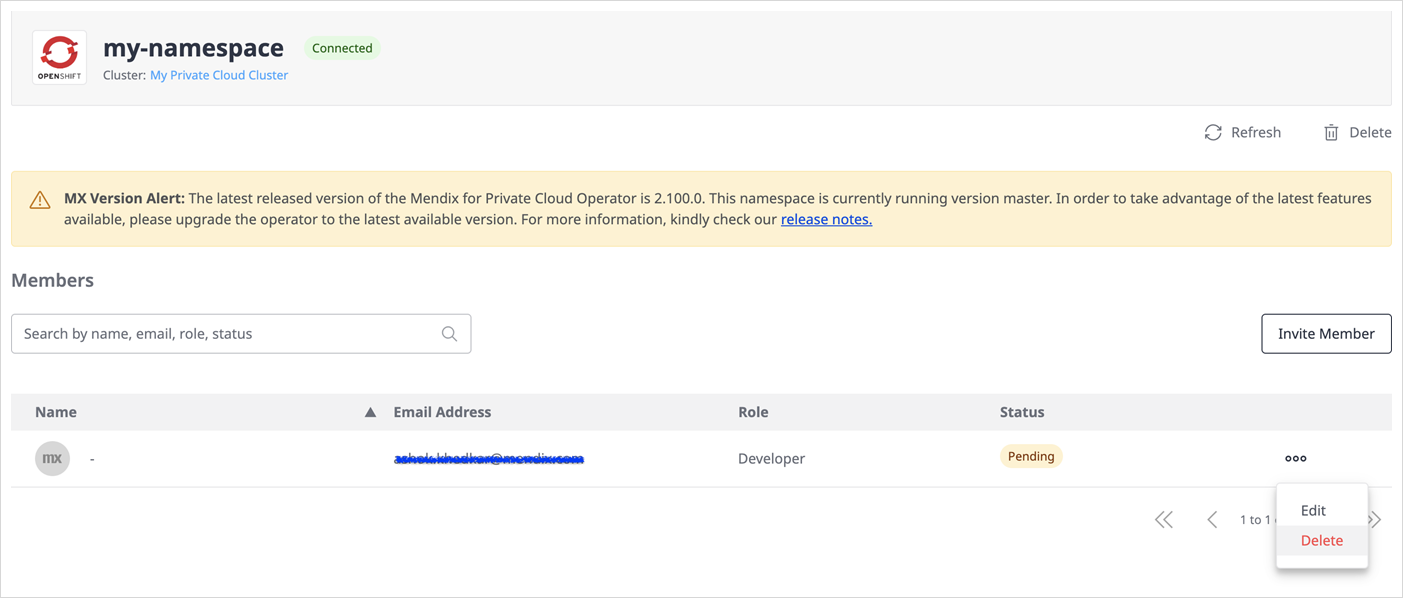 my-namespace Connected
OPENSHIFT
Cluster: My Private Cloud Cluster
Refresh Delete
MX Version Alert: The latest released version of the Mendix for Private Cloud Operator is 2.100.0. This namespace is currently running version master. In order to take advantage of the latest features
available, please upgrade the operator to the latest available version. For more information, kindly check our release notes.
Members
Search by name, email, role, status
Invite Member
Name Email Address Role Status
mx - Developer Pending
1 to 1
Edit
Delete